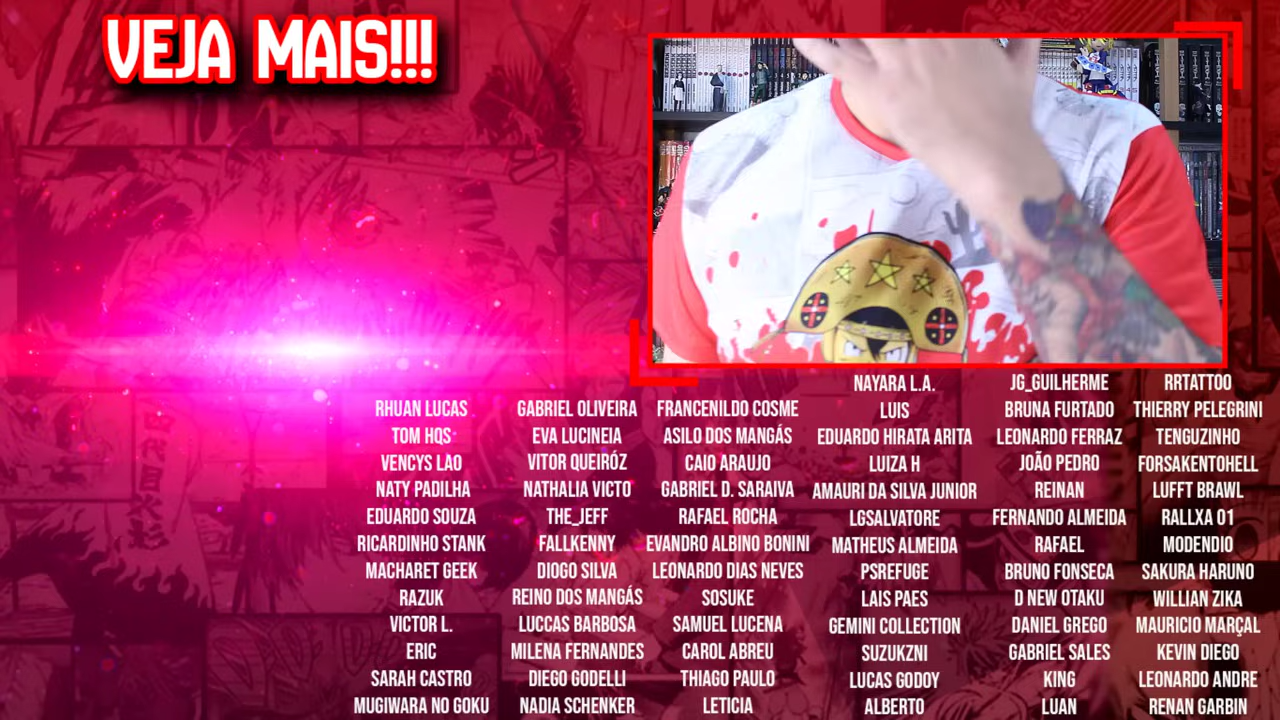 VEJA MAIS!!!
RHUAN LUCAS
TOM HQS
VENCYS LAO
NATY PADILHA
EDUARDO SOUZA
RICARDINHO STANK
MACHARET GEEK
RAZUK
VICTOR L.
ERIC
SARAH CASTRO
MUGIWARA NO GOKU
GABRIEL OLIVEIRA
EVA LUCINEIA
VITOR QUEIRÓZ
NATHALIA VICTO
THE_JEFF
FALLKENNY
DIOGO SILVA
REINO DOS MANGÁS
LUCCAS BARBOSA
MILENA FERNANDES
DIEGO GODELLI
NADIA SCHENKER
FRANCENILDO COSME
ASILO DOS MANGÁS
CAIO ARAUJO
GABRIEL D. SARAIVA
RAFAEL ROCHA
EVANDRO ALBINO BONINI
LEONARDO DIAS NEVES
SOSUKE
SAMUEL LUCENA
CAROL ABREU
THIAGO PAULO
LETICIA
NAYARA L.A.
LUIS
EDUARDO HIRATA ARITA
LUIZA H
AMAURI DA SILVA JUNIOR
LGSALVATORE
MATHEUS ALMEIDA
PSREFUGE
LAIS PAES
GEMINI COLLECTION
SUZUKZNI
LUCAS GODOY
ALBERTO
JG_GUILHERME
BRUNA FURTADO
LEONARDO FERRAZ
JOÃO PEDRO
REINAN
FERNANDO ALMEIDA
RAFAEL
BRUNO FONSECA
D NEW OTAKU
DANIEL GREGO
GABRIEL SALES
KING
LUAN
RRTATTOO
THIERRY PELEGRINI
TENGUZINHO
FORSAKENTOHELL
LUFFT BRAWL
RALLXA 01
MODENDIO
SAKURA HARUNO
WILLIAN ZIKA
MAURICIO MARÇAL
KEVIN DIEGO
LEONARDO ANDRE
RENAN GARBIN